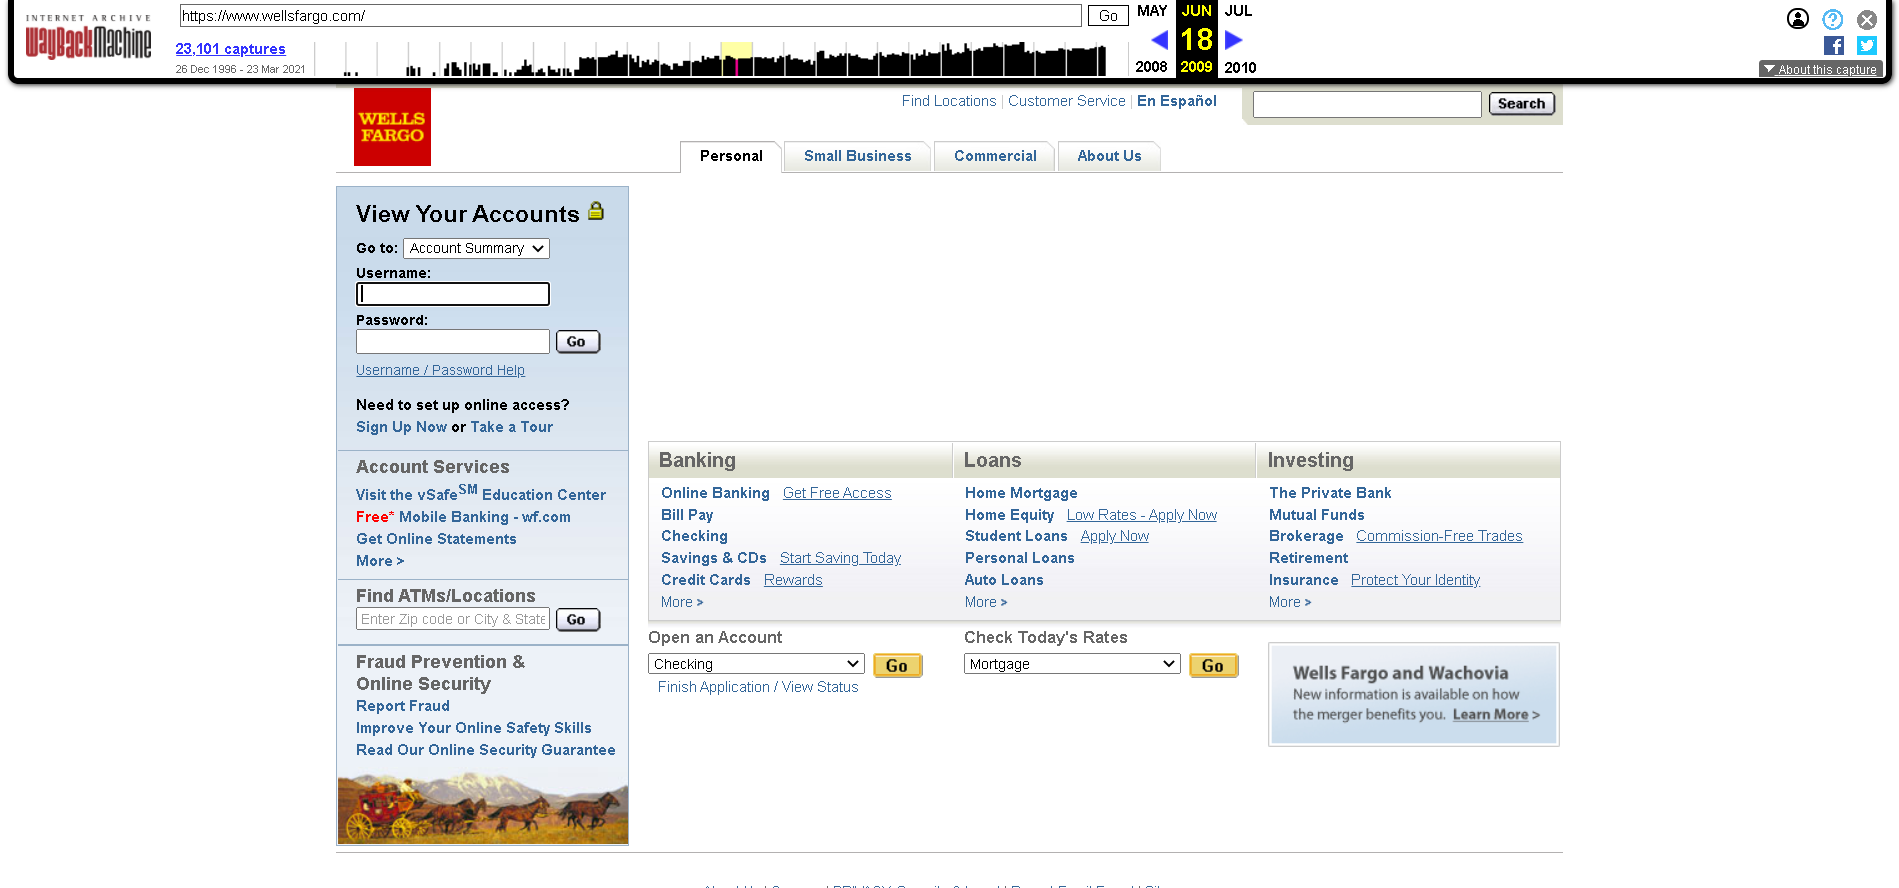 INTERNET ARCHIVE
WayBackMachine
https://www.wellsfargo.com/
Go
MAY
JUN
JUL
23,101 captures
18
26 Dec 1996 - 23 Mar 2021
2008
2009
2010
About this capture
WELLS
FARGO
Find Locations | Customer Service | En Español
Search
Personal
Small Business
Commercial
About Us
View Your Accounts
Go to: Account Summary
Username:
Password:
Go
Username / Password Help
Need to set up online access?
Sign Up Now or Take a Tour
Account Services
Visit the vSafeSM Education Center
Free* Mobile Banking - wf.com
Get Online Statements
More >
Find ATMs/Locations
Enter Zip code or City & State
Go
Fraud Prevention &
Online Security
Report Fraud
Improve Your Online Safety Skills
Read Our Online Security Guarantee
Banking
Online Banking Get Free Access
Bill Pay
Checking
Savings & CDs Start Saving Today
Credit Cards Rewards
More >
Loans
Home Mortgage
Home Equity Low Rates - Apply Now
Student Loans Apply Now
Personal Loans
Auto Loans
More >
Investing
The Private Bank
Mutual Funds
Brokerage Commission-Free Trades
Retirement
Insurance Protect Your Identity
More >
Open an Account
Checking
Go
Finish Application / View Status
Check Today's Rates
Mortgage
Go
Wells Fargo and Wachovia
New information is available on how
the merger benefits you. Learn More >